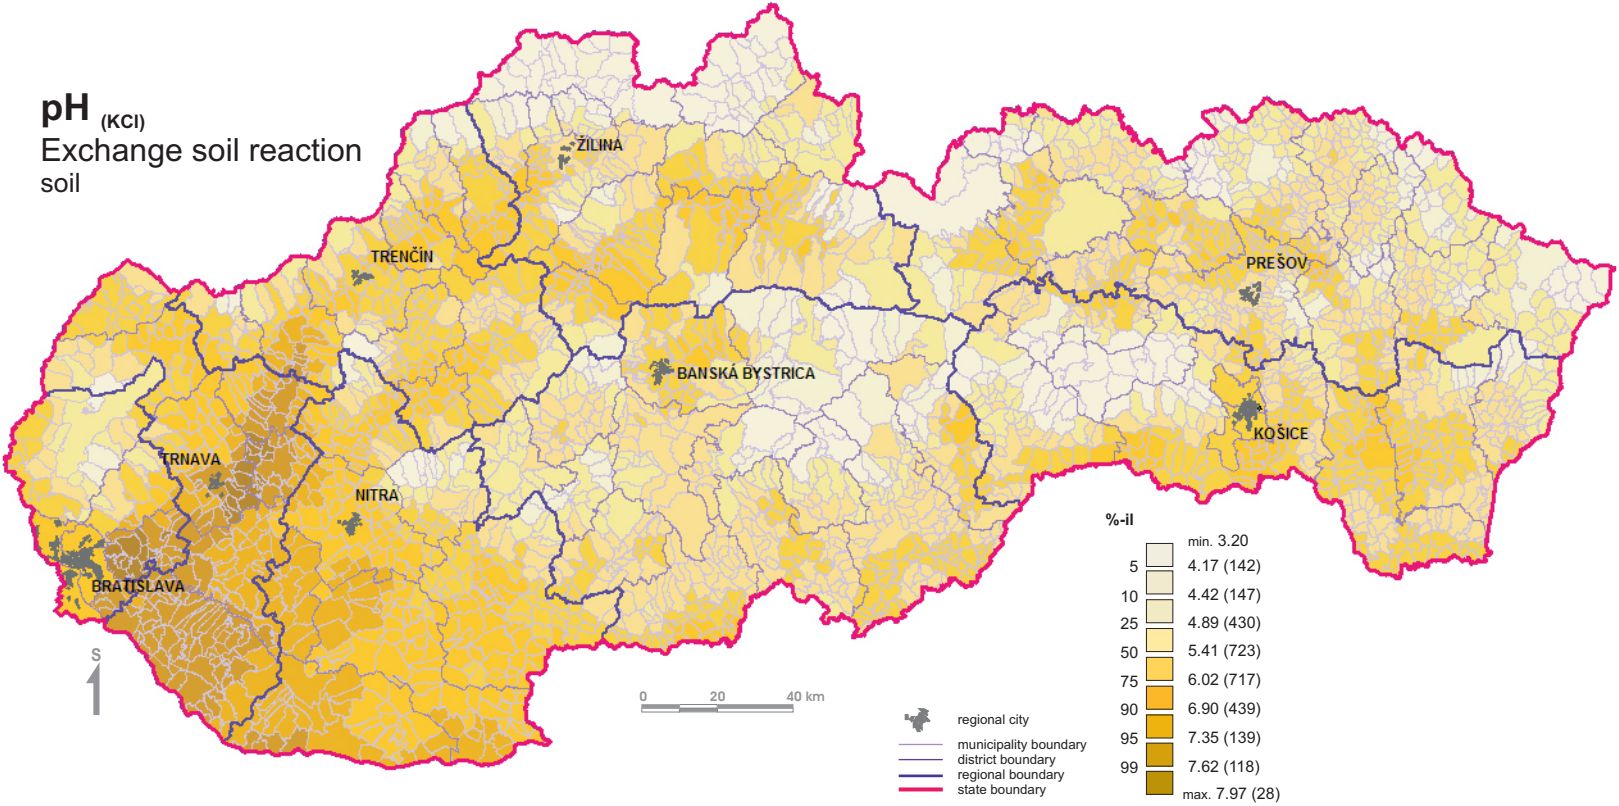 pH (KCl)
Exchange soil reaction
soil
ŽILINA
TRENČÍN
PREŠOV
BANSKÁ BYSTRICA
KOŠICE
TRNAVA
NITRA
BRATISLAVA
S
0 20 40 km
regional city
municipality boundary
district boundary
regional boundary
state boundary
%-il
min. 3.20
5 4.17 (142)
10 4.42 (147)
25 4.89 (430)
50 5.41 (723)
75 6.02 (717)
90 6.90 (439)
95 7.35 (139)
99 7.62 (118)
max. 7.97 (28)